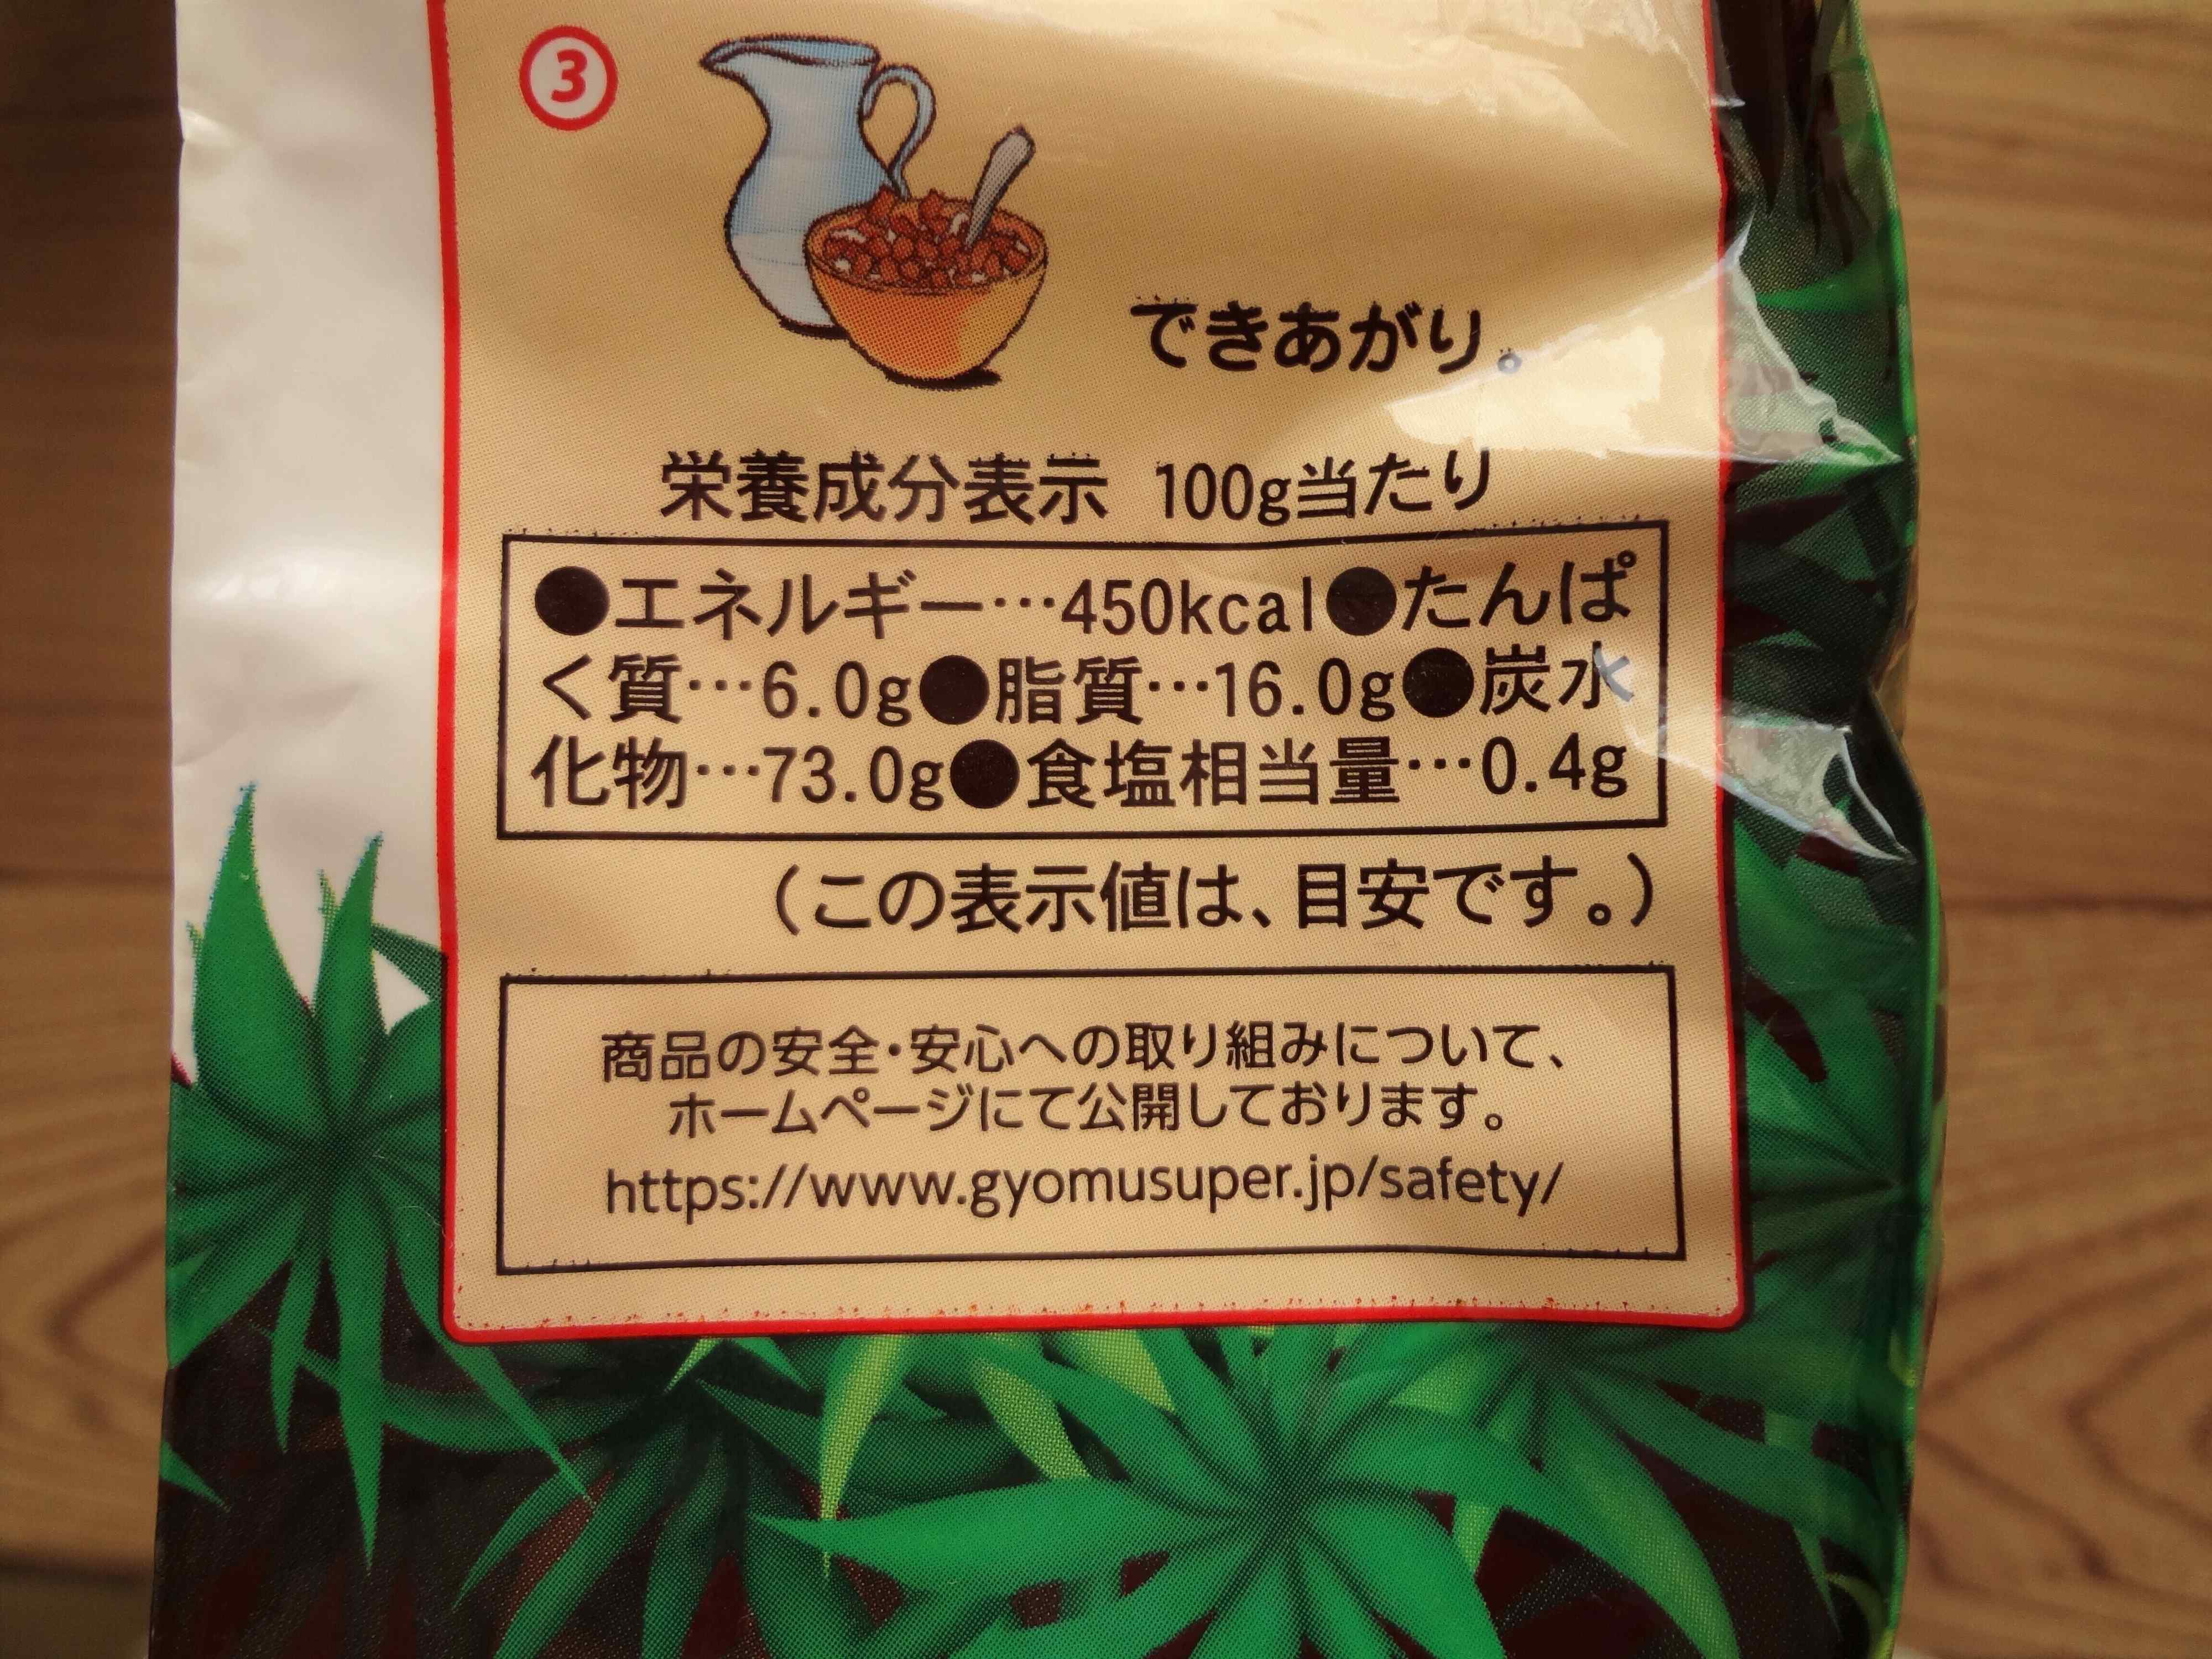 3
できあがり。
栄養成分表示 100g当たり
●エネルギー…450kcal●たんぱ
く質…6.0g●脂質…16.0g●炭水
化物…73.0g●食塩相当量…0.4g
(この表示値は、目安です。)
商品の安全・安心への取り組みについて、
ホームページにて公開しております。
https://www.gyomusuper.jp/safety/